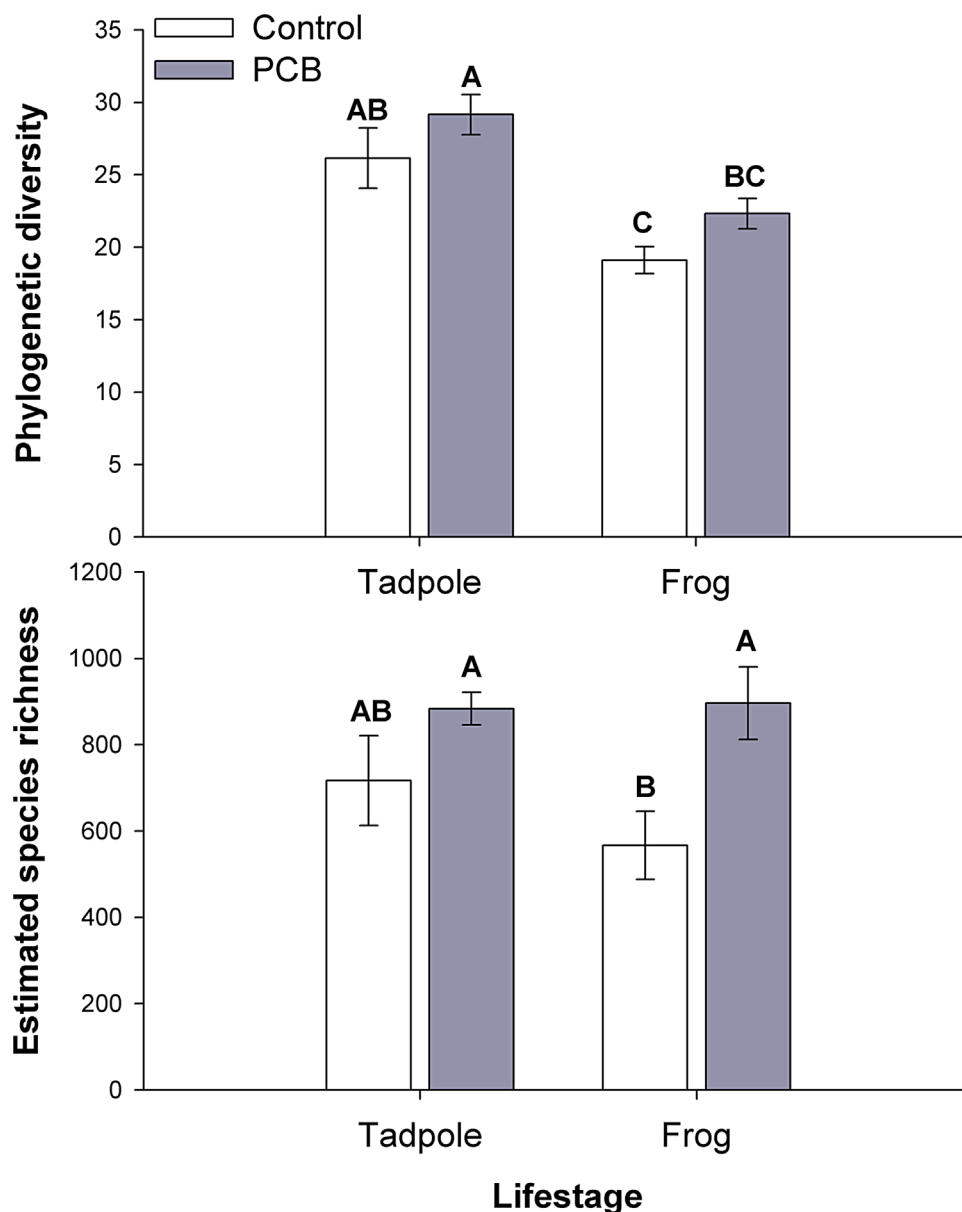 Control
PCB
Phylogenetic diversity
35
30
25
20
15
10
5
0
AB
A
C
BC
Tadpole
Frog
Estimated species richness
1200
1000
800
600
400
200
0
AB
A
B
A
Tadpole
Frog
Lifestage